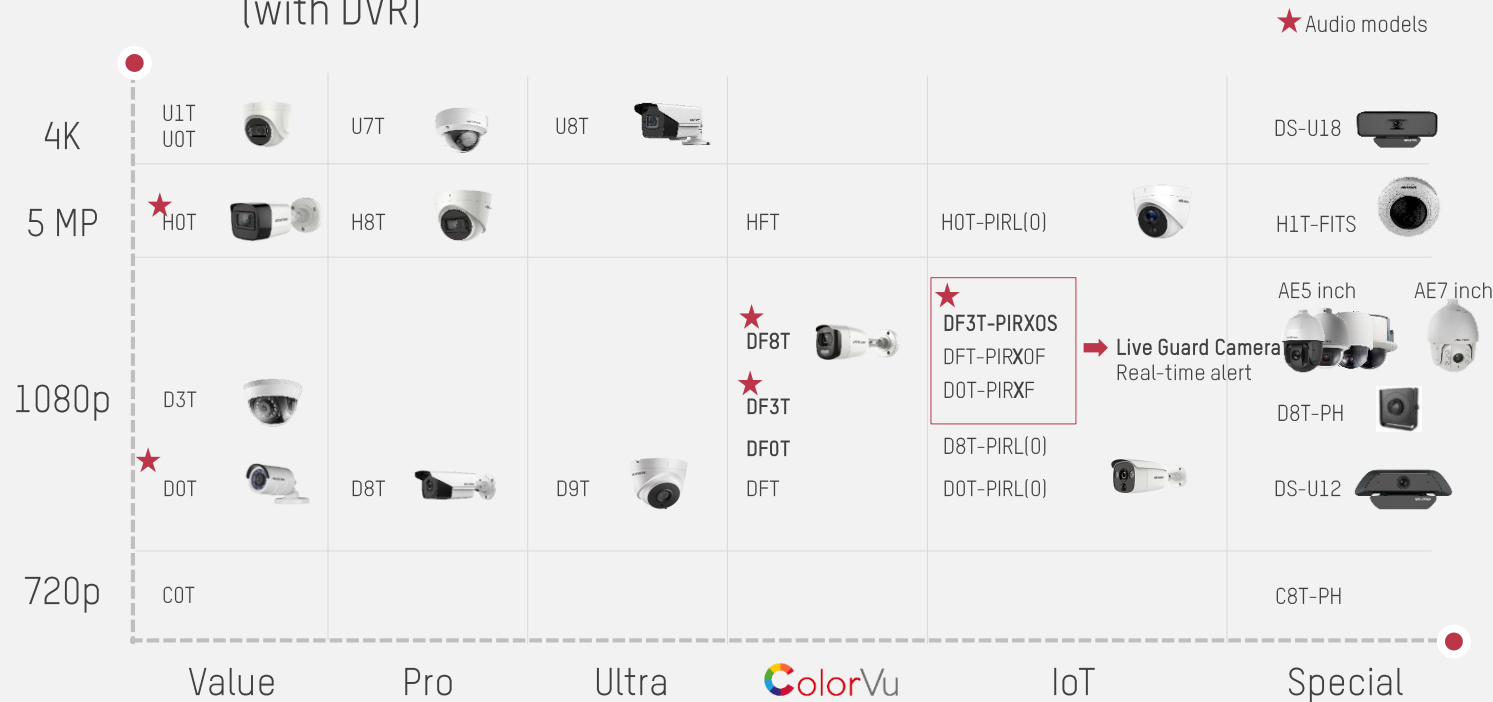 (with DVR)
Audio models
4K
U1T
U0T
U7T
U8T
DS-U18
5 MP
H0T
H8T
HFT
H0T-PIRL(O)
H1T-FITS
1080p
D3T
D0T
D8T
D9T
DF8T
DF3T
DF0T
DFT
DF3T-PIRXOS
DFT-PIRXOF
D0T-PIRXF
Live Guard Camera
Real-time alert
D8T-PIRL(O)
D0T-PIRL(O)
AE5 inch
AE7 inch
D8T-PH
DS-U12
720p
C0T
C8T-PH
Value
Pro
Ultra
ColorVu
IoT
Special